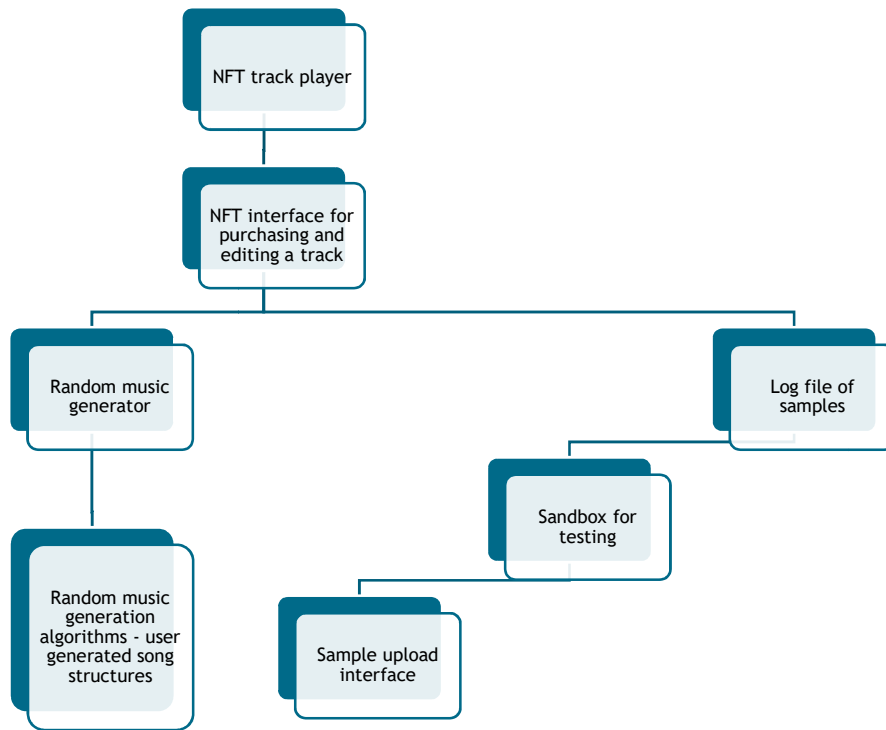 NFT track player
NFT interface for
purchasing and
editing a track
Random music
generator
Log file of
samples
Sandbox for
testing
Random music
generation
algorithms - user
generated song
structures
Sample upload
interface